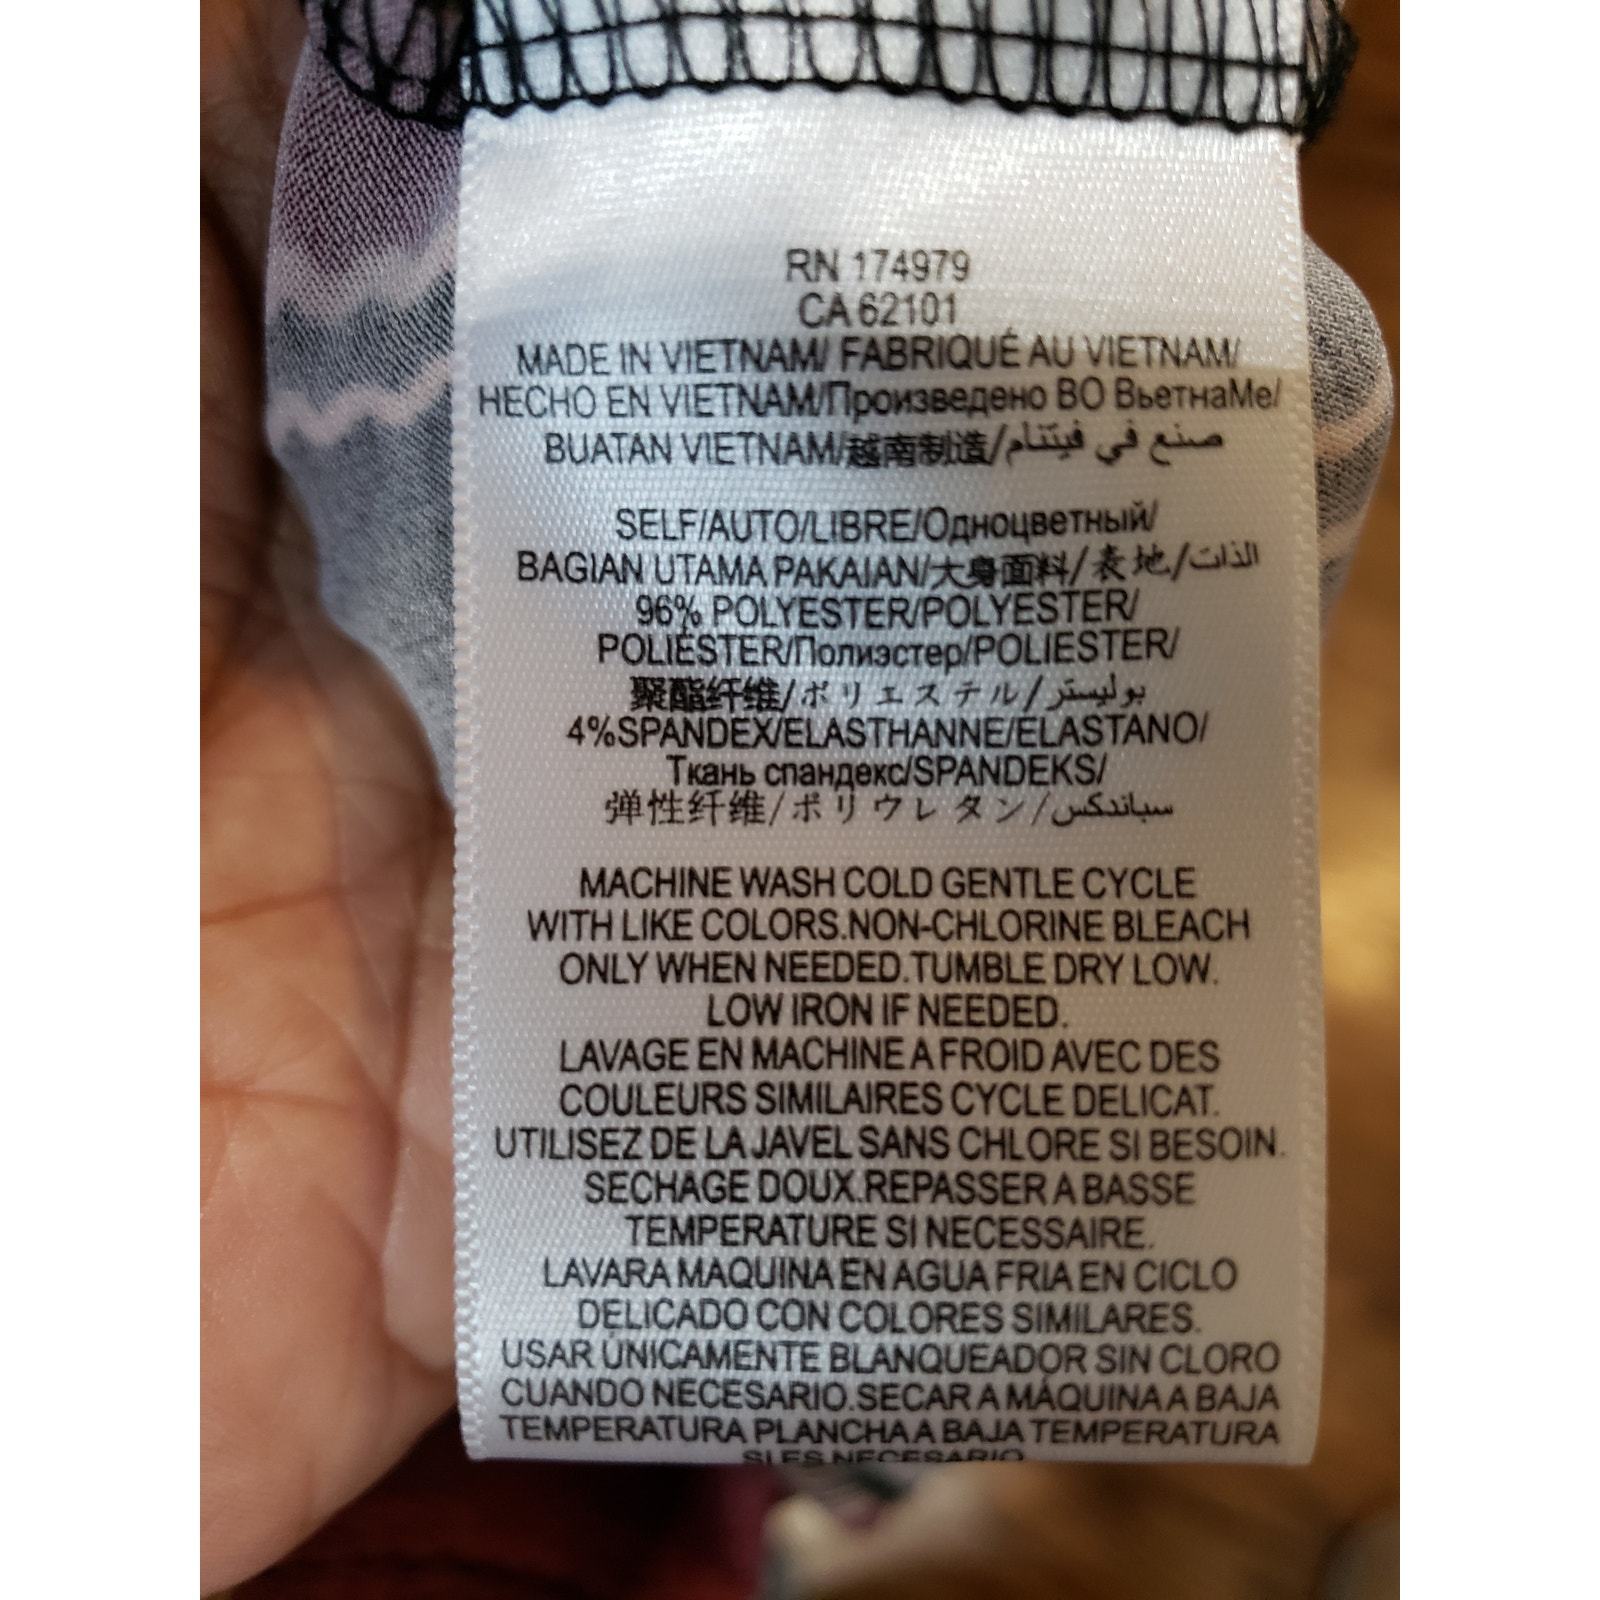 RN 174979
CA 62101
MADE IN VIETNAM/ FABRIQUÉ AU VIETNAM/
HECHO EN VIETNAM/Произведено ВО ВьетнаМе/
BUATAN VIETNAM/越南制造/صنع في فيتنام
SELF/AUTO/LIBRE/Одноцветный/
BAGIAN UTAMA PAKAIAN/大身面料/表地/الذات
96% POLYESTER/POLYESTER/
POLIÉSTER/Полиэстер/POLIESTER/
聚酯纤维/ポリエステル/بوليستر
4%SPANDEX/ELASTHANNE/ELASTANO/
Ткань спандекс/SPANDEKS/
弹性纤维/ポリウレタン/سباندكس
MACHINE WASH COLD GENTLE CYCLE
WITH LIKE COLORS.NON-CHLORINE BLEACH
ONLY WHEN NEEDED.TUMBLE DRY LOW.
LOW IRON IF NEEDED.
LAVAGE EN MACHINE A FROID AVEC DES
COULEURS SIMILAIRES CYCLE DELICAT.
UTILISEZ DE LA JAVEL SANS CHLORE SI BESOIN.
SECHAGE DOUX.REPASSER A BASSE
TEMPERATURE SI NECESSAIRE.
LAVAR A MAQUINA EN AGUA FRIA EN CICLO
DELICADO CON COLORES SIMILARES.
USAR ÚNICAMENTE BLANQUEADOR SIN CLORO
CUANDO NECESARIO.SECAR A MÁQUINA A BAJA
TEMPERATURA PLANCHA A BAJA TEMPERATURA
SI ES NECESARIO